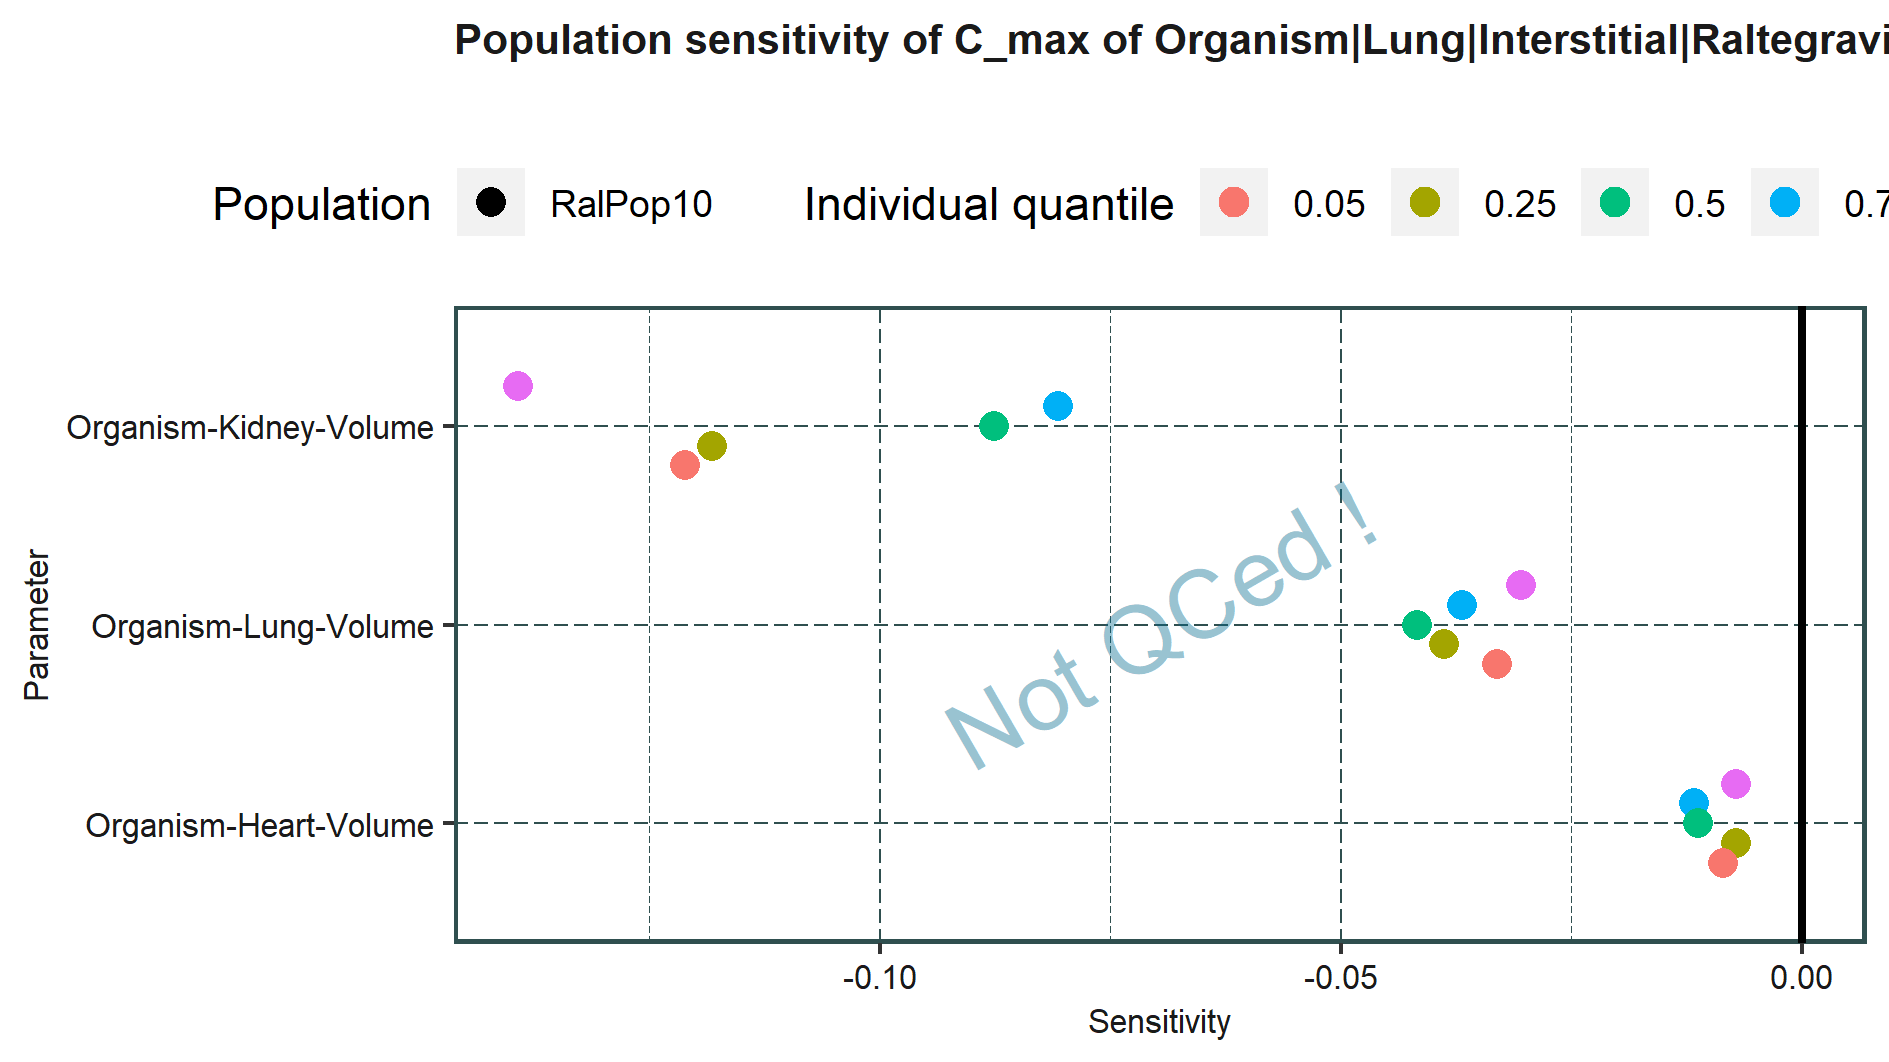 Population sensitivity of C_max of Organism|Lung|Interstitial|Raltegravi
Population RalPop10 Individual quantile 0.05 0.25 0.5 0.7
Organism-Kidney-Volume
Organism-Lung-Volume
Organism-Heart-Volume
Parameter
Not QCed !
-0.10 -0.05 0.00
Sensitivity